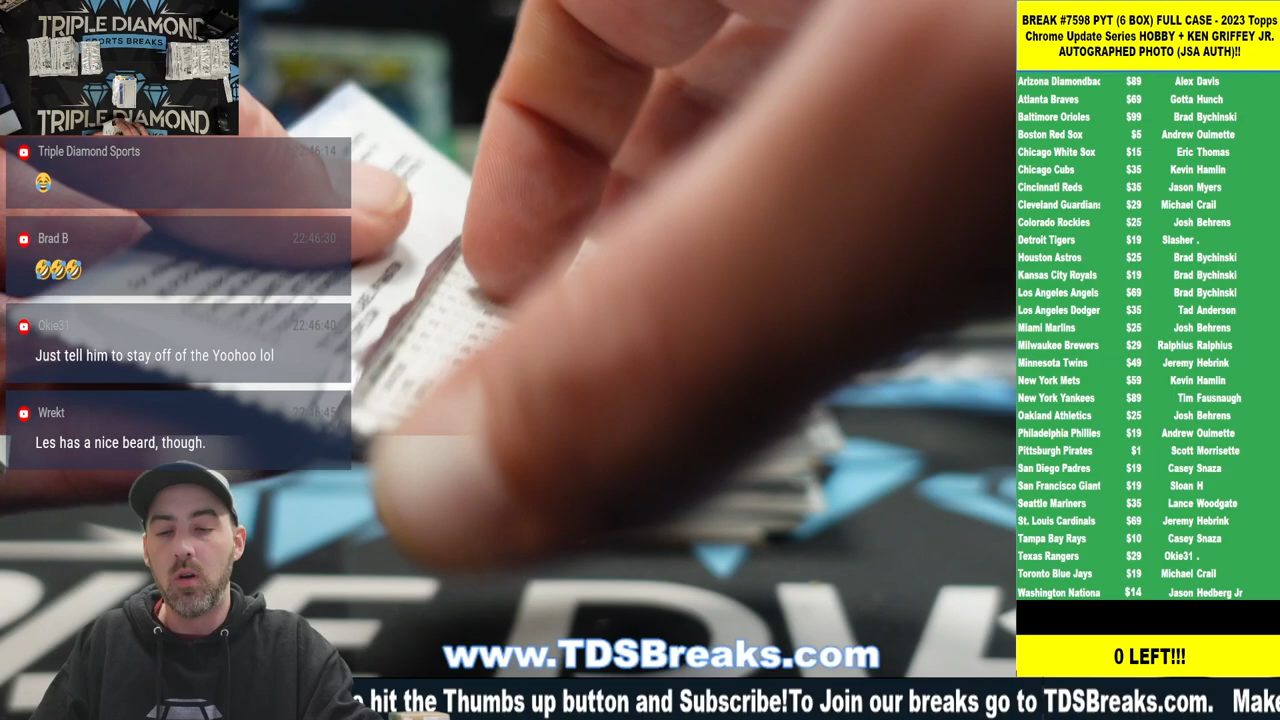 TRIPLE DIAMOND
SPORTS BREAKS
TRIPLE DIAMOND
Triple Diamond Sports 22:46:14
😂
Brad B 22:46:30
🤣🤣🤣
Okie31 22:46:40
Just tell him to stay off of the Yoohoo lol
Wrekt 22:46:45
Les has a nice beard, though.
BREAK #7598 PYT (6 BOX) FULL CASE - 2023 Topps
Chrome Update Series HOBBY + KEN GRIFFEY JR.
AUTOGRAPHED PHOTO (JSA AUTH)!!
Arizona Diamondbac $89 Alex Davis
Atlanta Braves $69 Gotta Hunch
Baltimore Orioles $99 Brad Bychinski
Boston Red Sox $5 Andrew Oulmette
Chicago White Sox $15 Eric Thomas
Chicago Cubs $35 Kevin Hamlin
Cincinnati Reds $35 Jason Myers
Cleveland Guardians $29 Michael Crail
Colorado Rockies $25 Josh Behrens
Detroit Tigers $19 Slasher .
Houston Astros $25 Brad Bychinski
Kansas City Royals $19 Brad Bychinski
Los Angeles Angels $69 Brad Bychinski
Los Angeles Dodger $35 Tad Anderson
Miami Marlins $25 Josh Behrens
Milwaukee Brewers $29 Ralphius Ralphius
Minnesota Twins $49 Jeremy Hebrink
New York Mets $59 Kevin Hamlin
New York Yankees $89 Tim Fausnaugh
Oakland Athletics $25 Josh Behrens
Philadelphia Phillies $19 Andrew Oulmette
Pittsburgh Pirates $1 Scott Morrisette
San Diego Padres $19 Casey Snaza
San Francisco Giant $19 Sloan H
Seattle Mariners $35 Lance Woodgate
St. Louis Cardinals $69 Jeremy Hebrink
Tampa Bay Rays $10 Casey Snaza
Texas Rangers $29 Okie31 .
Toronto Blue Jays $19 Michael Crail
Washington Nationa $14 Jason Hedberg Jr
0 LEFT!!!
www.TDSBreaks.com
o hit the Thumbs up button and Subscribe!To Join our breaks go to TDSBreaks.com. Make